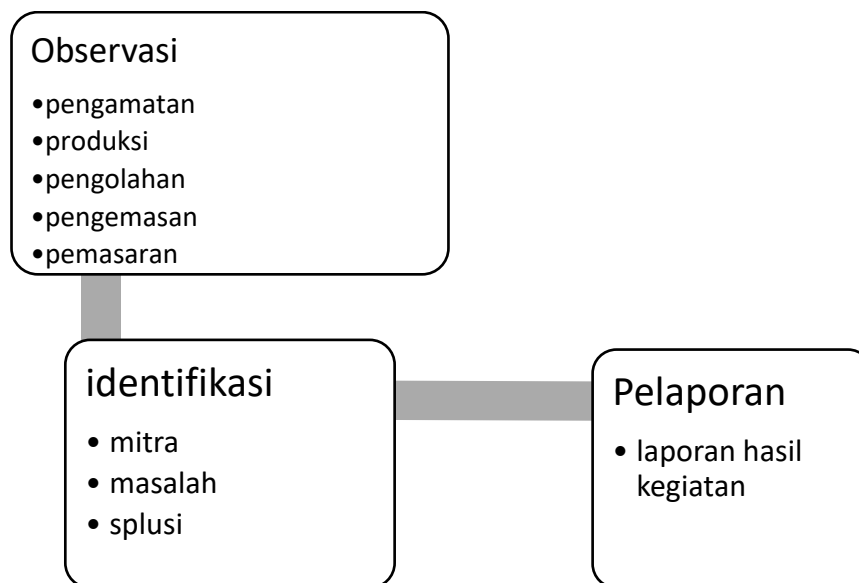 Observasi
•pengamatan
•produksi
•pengolahan
•pengemasan
•pemasaran
identifikasi
• mitra
• masalah
• splusi
Pelaporan
• laporan hasil
kegiatan